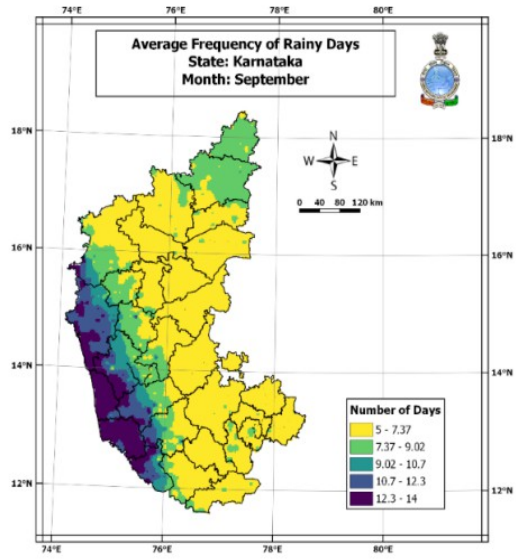 74°E 76°E 78°E 80°E
Average Frequency of Rainy Days
State: Karnataka
Month: September
18°N 18°N
N
W E
S
0 40 80 120 km
16°N 16°N
14°N 14°N
Number of Days
5 - 7.37
7.37 - 9.02
9.02 - 10.7
10.7 - 12.3
12.3 - 14
12°N 12°N
74°E 76°E 78°E 80°E